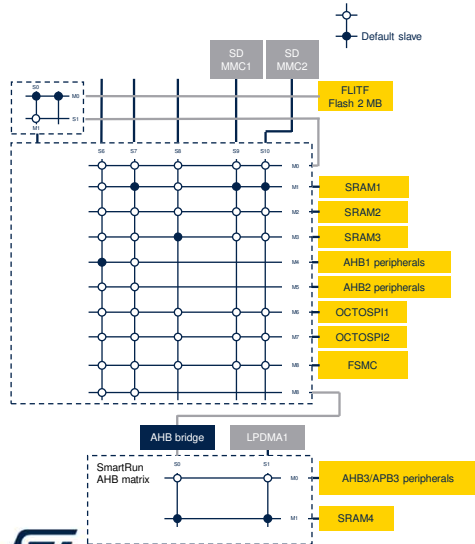 Default slave
SD
MMC1
SD
MMC2
FLITF
Flash 2 MB
S0
M0
S1
M1
S6
S7
S8
S9
S10
M0
M1
SRAM1
M2
SRAM2
M3
SRAM3
M4
AHB1 peripherals
M5
AHB2 peripherals
M6
OCTOSPI1
M7
OCTOSPI2
M8
FSMC
AHB bridge
LPDMA1
SmartRun
AHB matrix
S0
S1
M0
AHB3/APB3 peripherals
M1
SRAM4